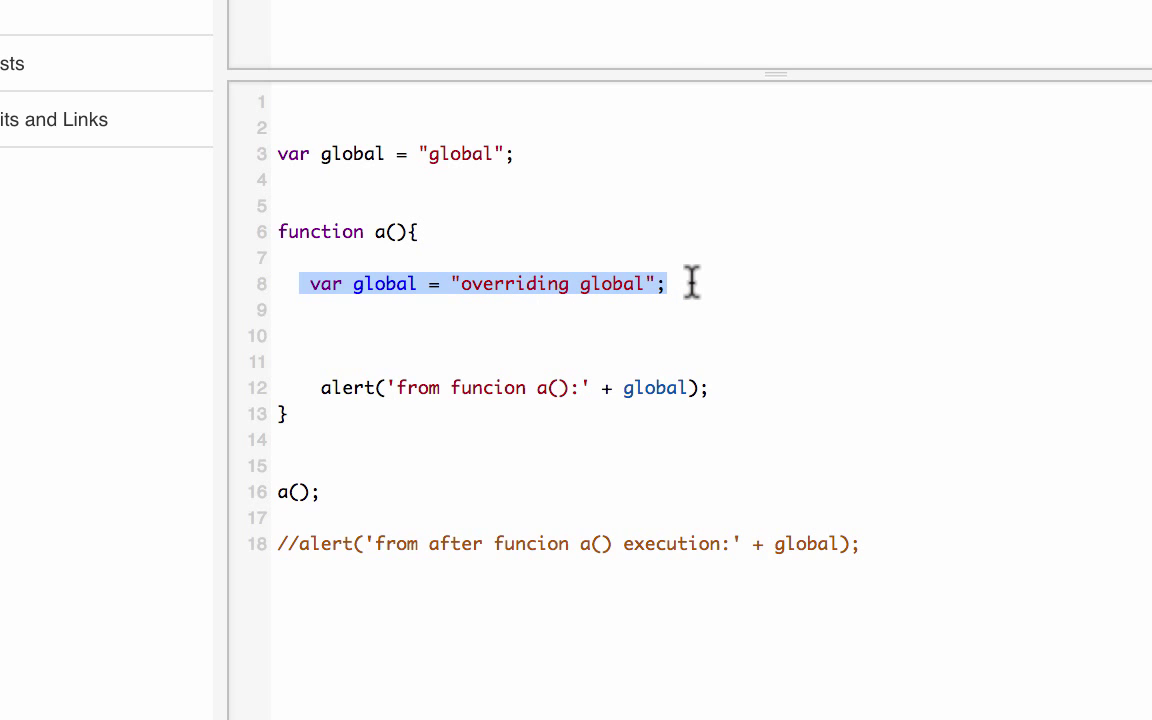 sts
its and Links
1
2
3 var global = "global";
4
5
6 function a(){
7
8 var global = "overriding global";
9
10
11
12 alert('from funcion a():' + global);
13 }
14
15
16 a();
17
18 //alert('from after funcion a() execution:' + global);